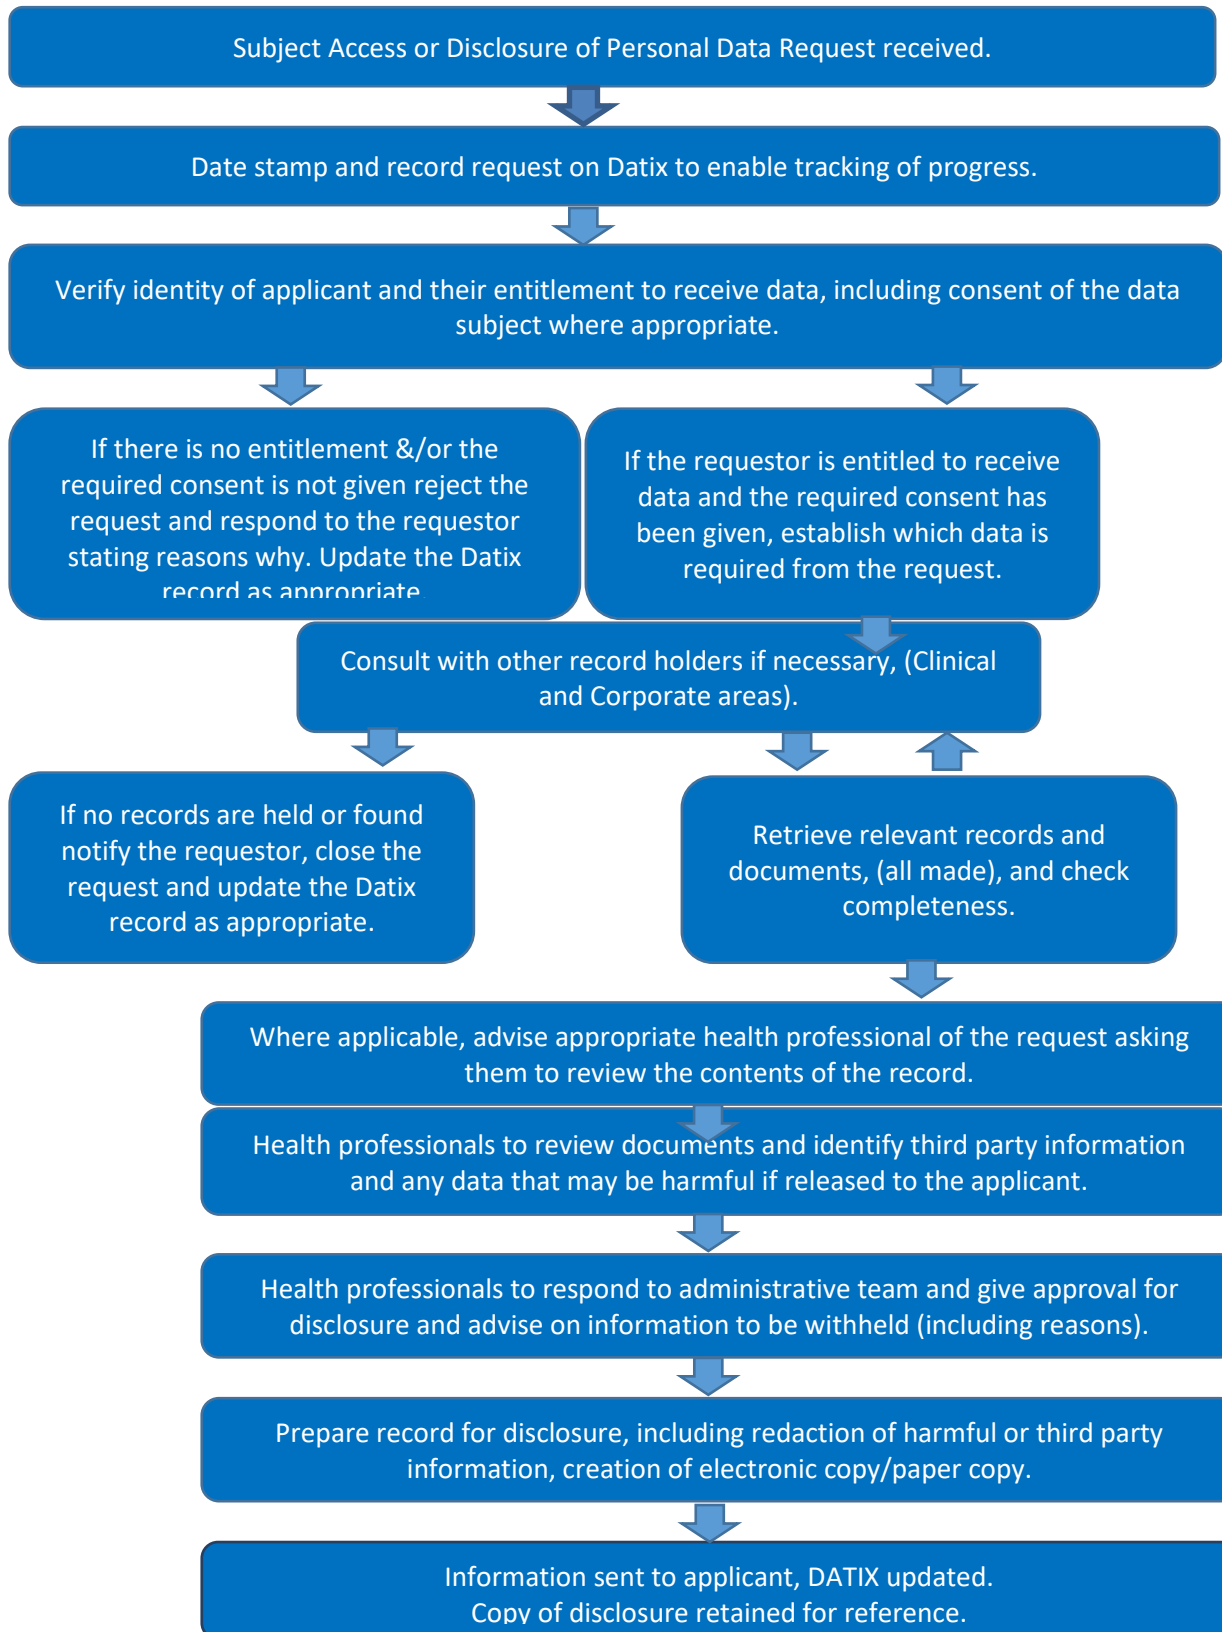 Subject Access or Disclosure of Personal Data Request received.
Date stamp and record request on Datix to enable tracking of progress.
Verify identity of applicant and their entitlement to receive data, including consent of the data
subject where appropriate.
If there is no entitlement &/or the
required consent is not given reject the
request and respond to the requestor
stating reasons why. Update the Datix
record as appropriate.
If the requestor is entitled to receive
data and the required consent has
been given, establish which data is
required from the request.
Consult with other record holders if necessary, (Clinical
and Corporate areas).
If no records are held or found
notify the requestor, close the
request and update the Datix
record as appropriate.
Retrieve relevant records and
documents, (all made), and check
completeness.
Where applicable, advise appropriate health professional of the request asking
them to review the contents of the record.
Health professionals to review documents and identify third party information
and any data that may be harmful if released to the applicant.
Health professionals to respond to administrative team and give approval for
disclosure and advise on information to be withheld (including reasons).
Prepare record for disclosure, including redaction of harmful or third party
information, creation of electronic copy/paper copy.
Information sent to applicant, DATIX updated.
Copy of disclosure retained for reference.